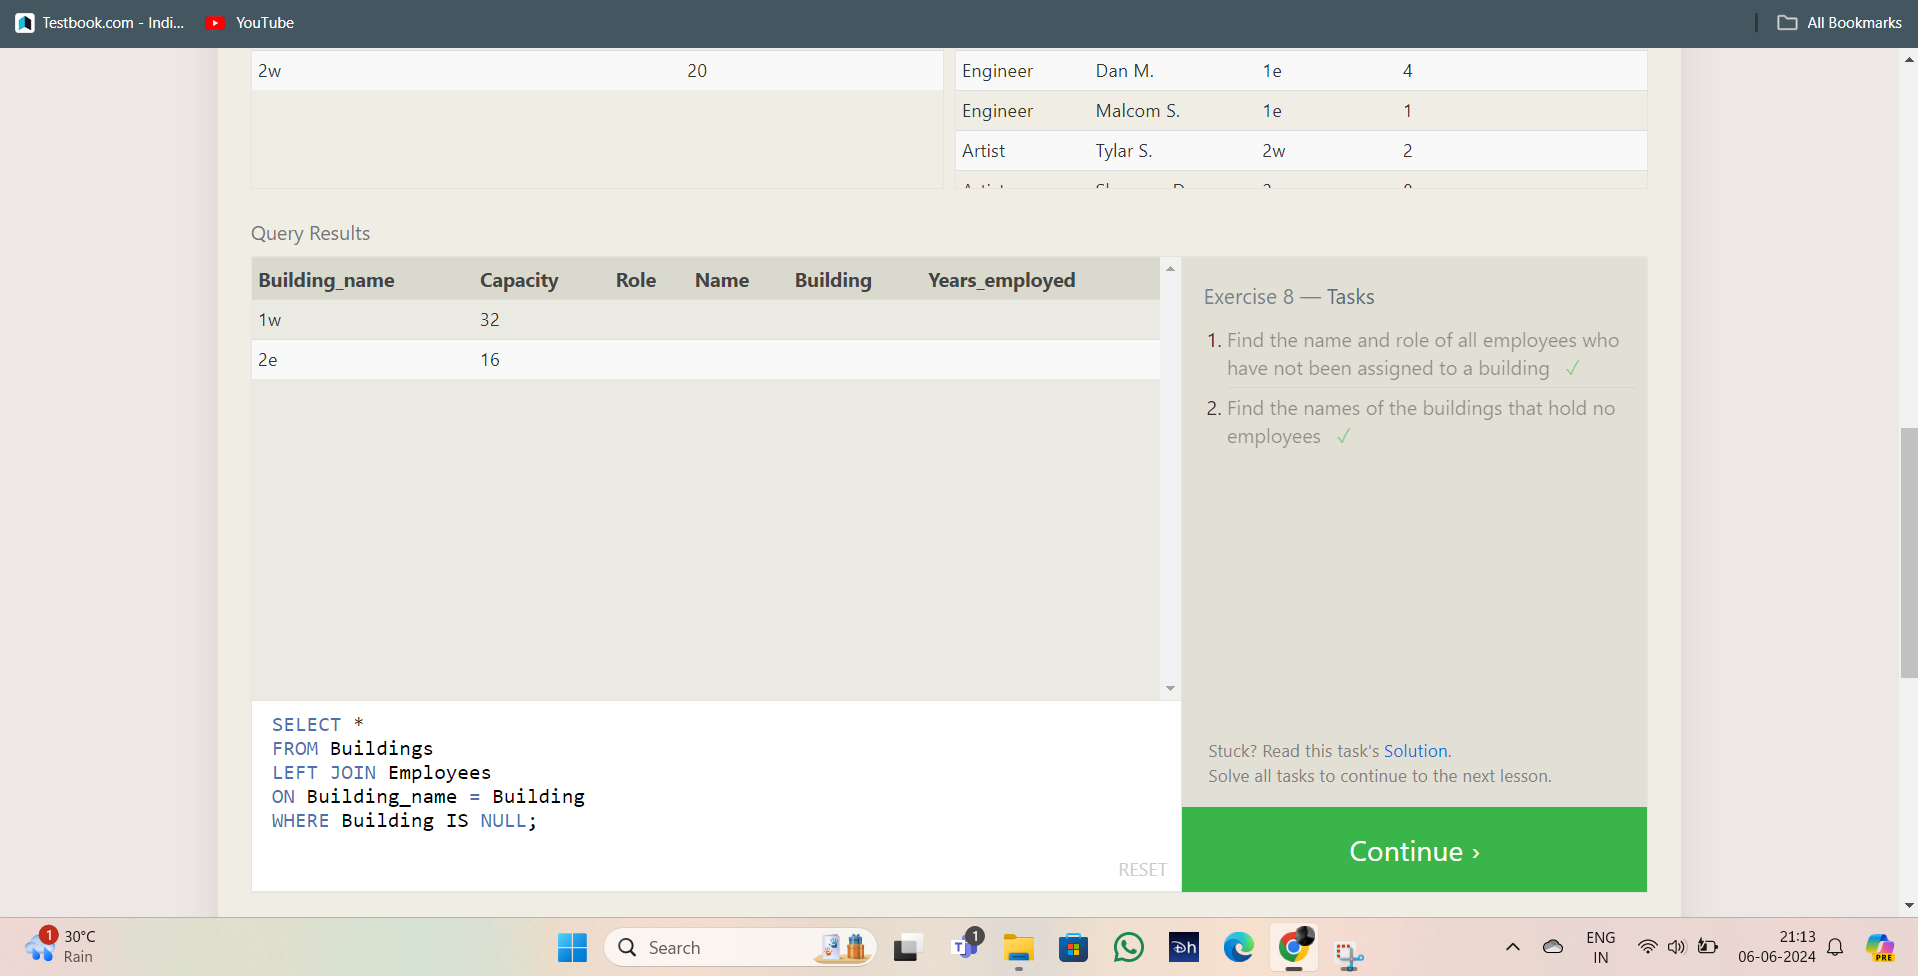 Testbook.com - Indi... YouTube All Bookmarks
2w 20
Engineer Dan M. 1e 4
Engineer Malcom S. 1e 1
Artist Tylar S. 2w 2
Query Results
Building_name Capacity Role Name Building Years_employed
1w 32
2e 16
Exercise 8 — Tasks
1. Find the name and role of all employees who
have not been assigned to a building ✓
2. Find the names of the buildings that hold no
employees ✓
SELECT *
FROM Buildings
LEFT JOIN Employees
ON Building_name = Building
WHERE Building IS NULL;
RESET
Stuck? Read this task's Solution.
Solve all tasks to continue to the next lesson.
Continue ›
1 30°C
Rain
Search
1
ENG
IN
21:13
06-06-2024
PRE